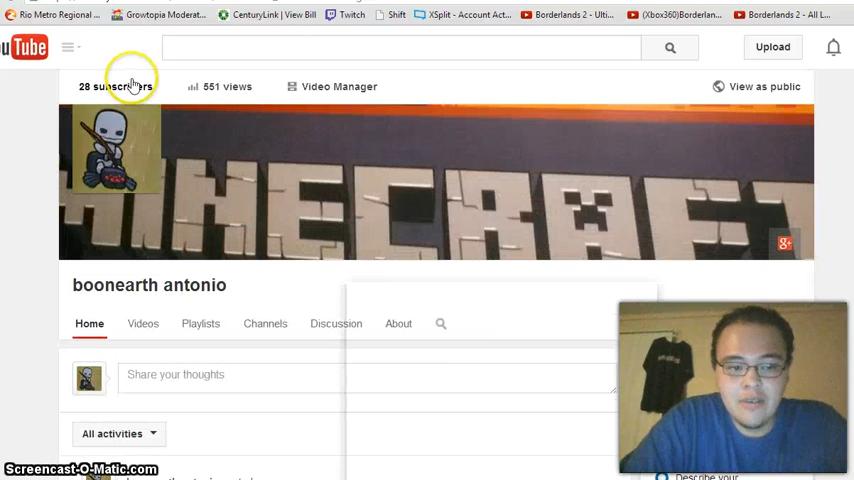 Rio Metro Regional ... Growtopia Moderat... CenturyLink | View Bill Twitch Shift XSplit - Account Act... Borderlands 2 - Ulti... (Xbox360)Borderlan... Borderlands 2 - All L...
Tube Upload
28 subscribers 551 views Video Manager View as public
MINECRAFT
g+
boonearth antonio
Home Videos Playlists Channels Discussion About
Share your thoughts
All activities
Screencast-O-Matic.com
Describe your